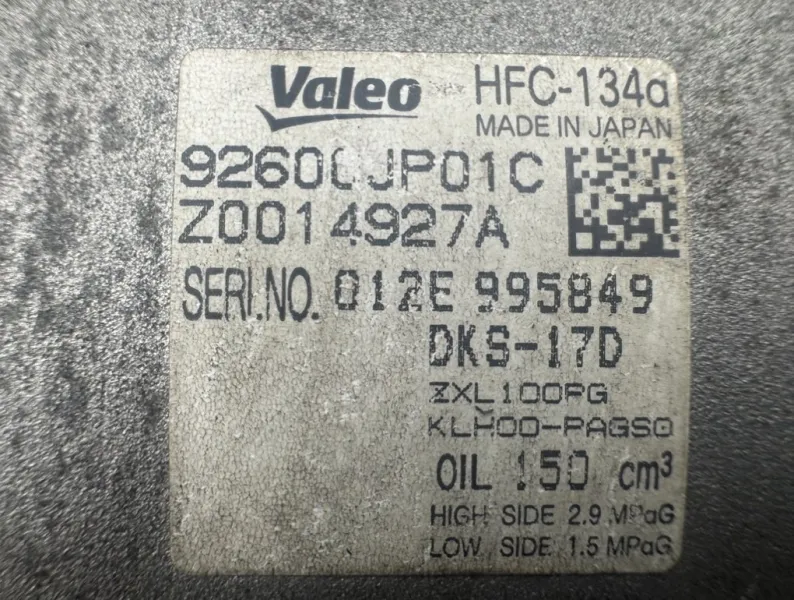 Valeo HFC-134a
MADE IN JAPAN
92600JP01C
Z0014927A
SERI.NO. 012E 995849
DKS-17D
ZXL100PG
KLH00-PAGS0
OIL 150 cm³
HIGH SIDE 2.9 MPaG
LOW SIDE 1.5 MPaG